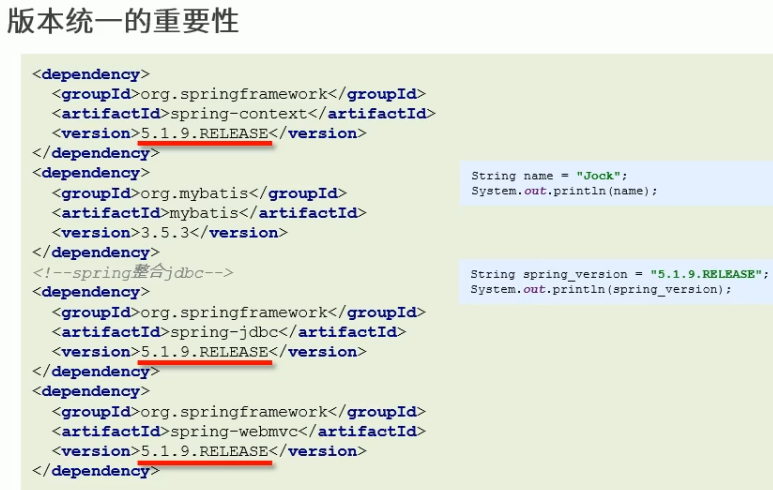 版本统一的重要性
<dependency>
<groupId>org.springframework</groupId>
<artifactId>spring-context</artifactId>
<version>5.1.9.RELEASE</version>
</dependency>
<dependency>
<groupId>org.mybatis</groupId>
<artifactId>mybatis</artifactId>
<version>3.5.3</version>
</dependency>
<!--spring整合jdbc-->
<dependency>
<groupId>org.springframework</groupId>
<artifactId>spring-jdbc</artifactId>
<version>5.1.9.RELEASE</version>
</dependency>
<dependency>
<groupId>org.springframework</groupId>
<artifactId>spring-webmvc</artifactId>
<version>5.1.9.RELEASE</version>
</dependency>
String name = "Jock";
System.out.println(name);
String spring_version = "5.1.9.RELEASE";
System.out.println(spring_version);